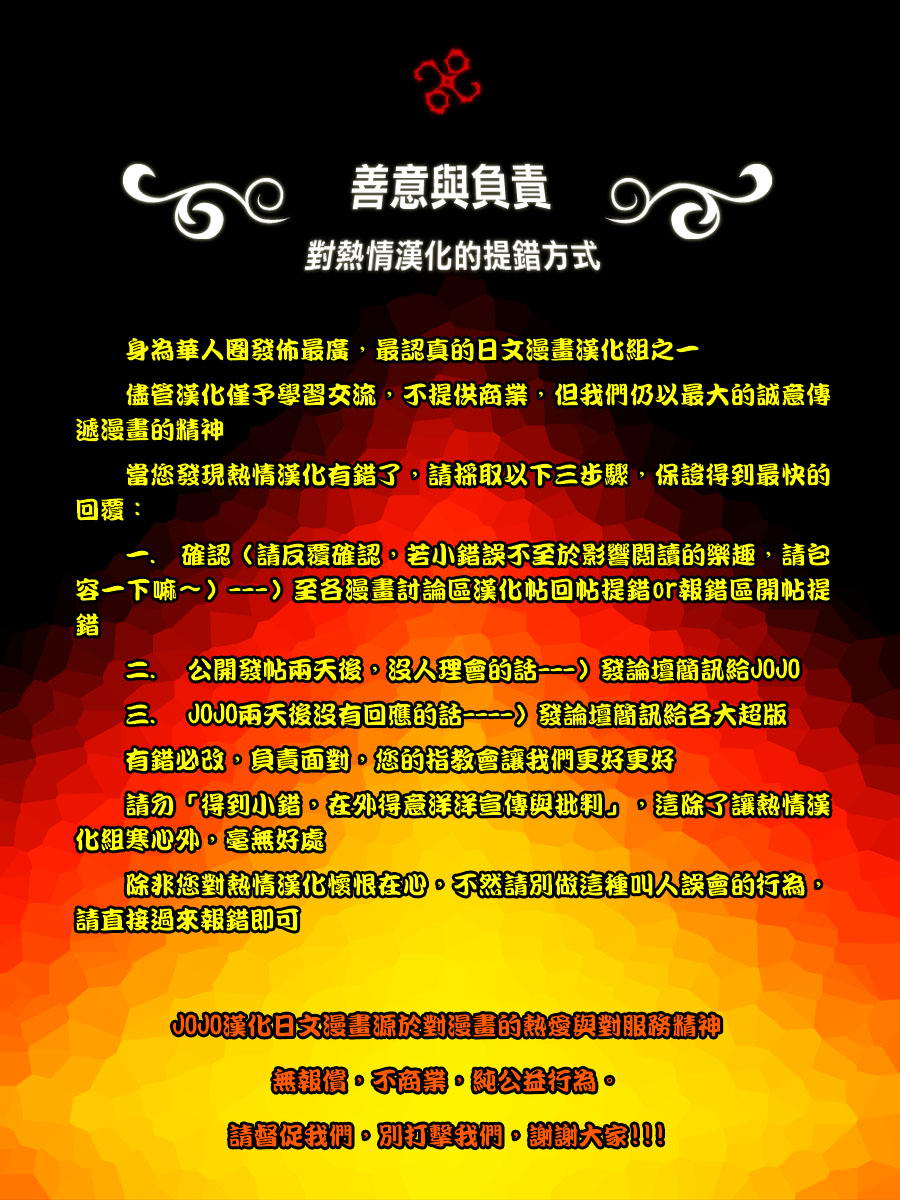 善意與負責
對熱情漢化的提錯方式
身為華人圈發佈最廣，最認真的日文漫畫漢化組之一
儘管漢化僅予學習交流，不提供商業，但我們仍以最大的誠意傳
遞漫畫的精神
當您發現熱情漢化有錯了，請採取以下三步驟，保證得到最快的
回覆：
一. 確認（請反覆確認，若小錯誤不至於影響閱讀的樂趣，請包
容一下嘛～）---〉至各漫畫討論區漢化帖回帖提錯or報錯區開帖提
錯
二. 公開發帖兩天後，沒人理會的話---〉發論壇簡訊給JOJO
三. JOJO兩天後沒有回應的話----〉發論壇簡訊給各大超版
有錯必改，負責面對，您的指教會讓我們更好更好
請勿「得到小錯，在外得意洋洋宣傳與批判」，這除了讓熱情漢
化組寒心外，毫無好處
除非您對熱情漢化懷恨在心，不然請別做這種叫人誤會的行為，
請直接過來報錯即可
JOJO漢化日文漫畫源於對漫畫的熱愛與對服務精神
無報償，不商業，純公益行為。
請督促我們，別打擊我們，謝謝大家!!!